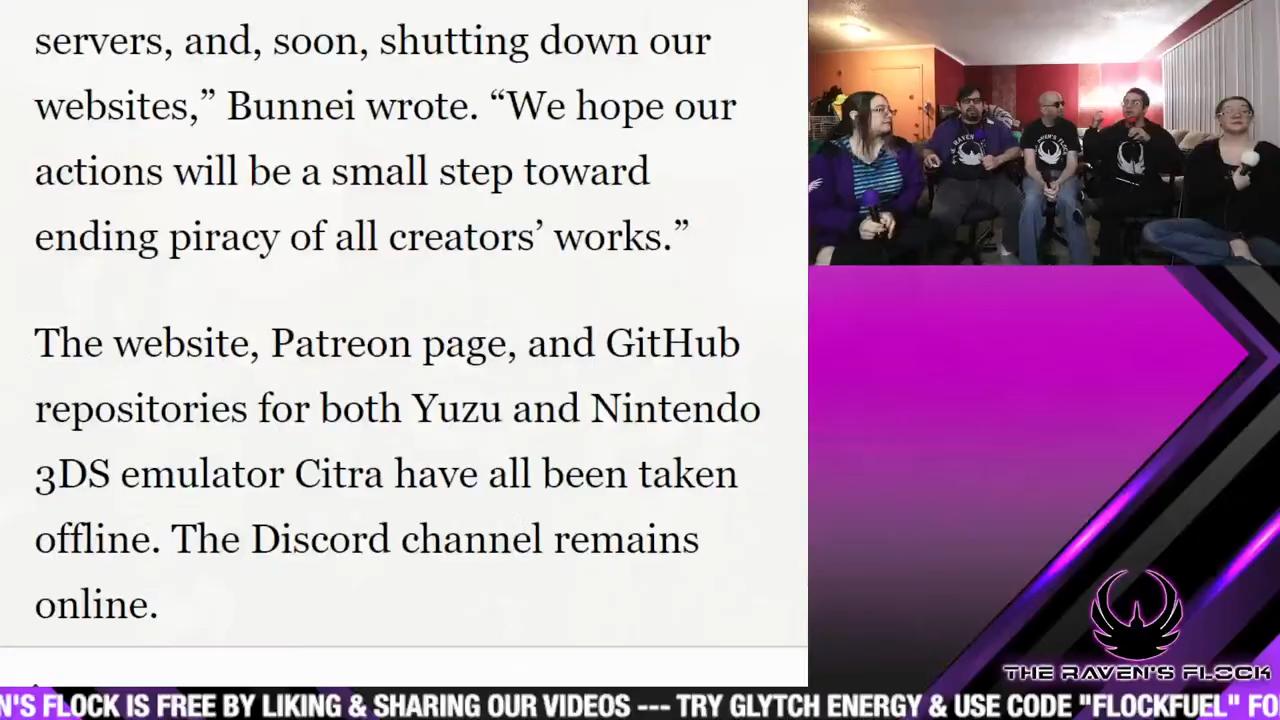 servers, and, soon, shutting down our
websites,” Bunnei wrote. “We hope our
actions will be a small step toward
ending piracy of all creators’ works.”
The website, Patreon page, and GitHub
repositories for both Yuzu and Nintendo
3DS emulator Citra have all been taken
offline. The Discord channel remains
online.
THE RAVEN'S FLOCK
N'S FLOCK IS FREE BY LIKING & SHARING OUR VIDEOS --- TRY GLYTCH ENERGY & USE CODE "FLOCKFUEL" FO